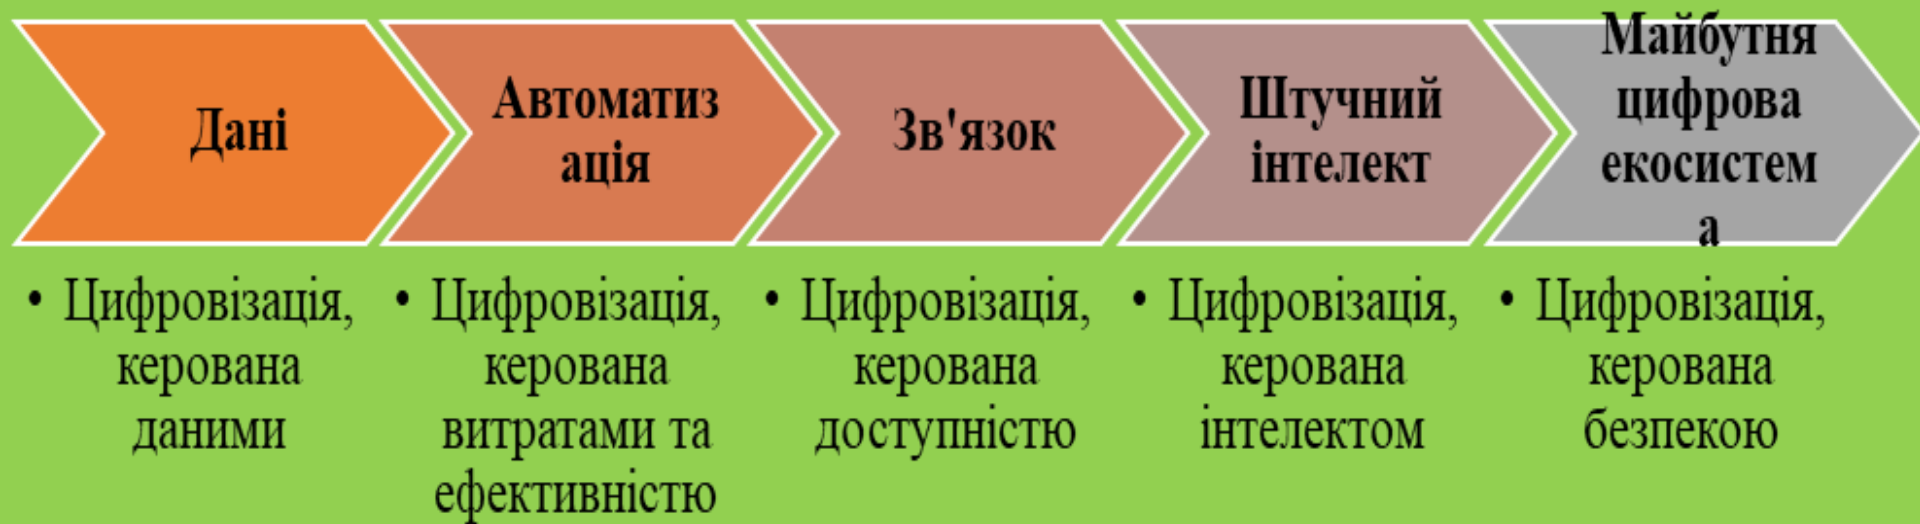 Дані
Автоматиз
ація
Зв'язок
Штучний
інтелект
Майбутня
цифрова
екосистем
а
• Цифровізація,
керована
даними
• Цифровізація,
керована
витратами та
ефективністю
• Цифровізація,
керована
доступністю
• Цифровізація,
керована
інтелектом
• Цифровізація,
керована
безпекою